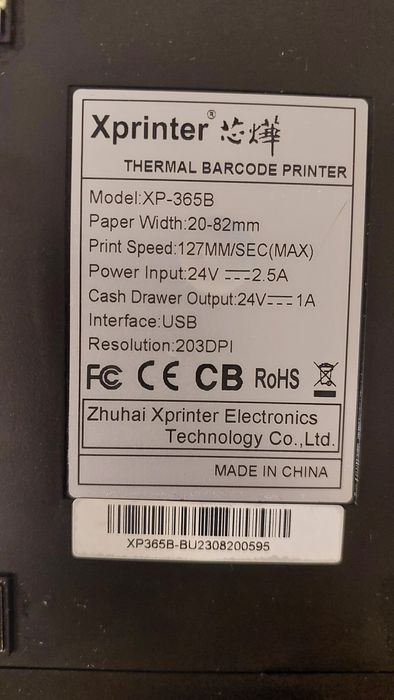 Xprinter® 芯烨
THERMAL BARCODE PRINTER
Model:XP-365B
Paper Width:20-82mm
Print Speed:127MM/SEC(MAX)
Power Input:24V ⎓2.5A
Cash Drawer Output:24V⎓1A
Interface:USB
Resolution:203DPI
FC CE CB RoHS
Zhuhai Xprinter Electronics
Technology Co.,Ltd.
MADE IN CHINA
XP365B-BU2308200595